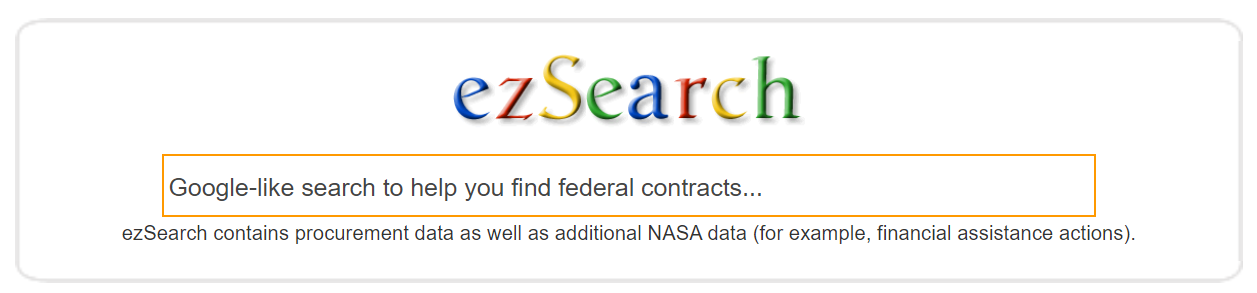 ezSearch
Google-like search to help you find federal contracts...
ezSearch contains procurement data as well as additional NASA data (for example, financial assistance actions).